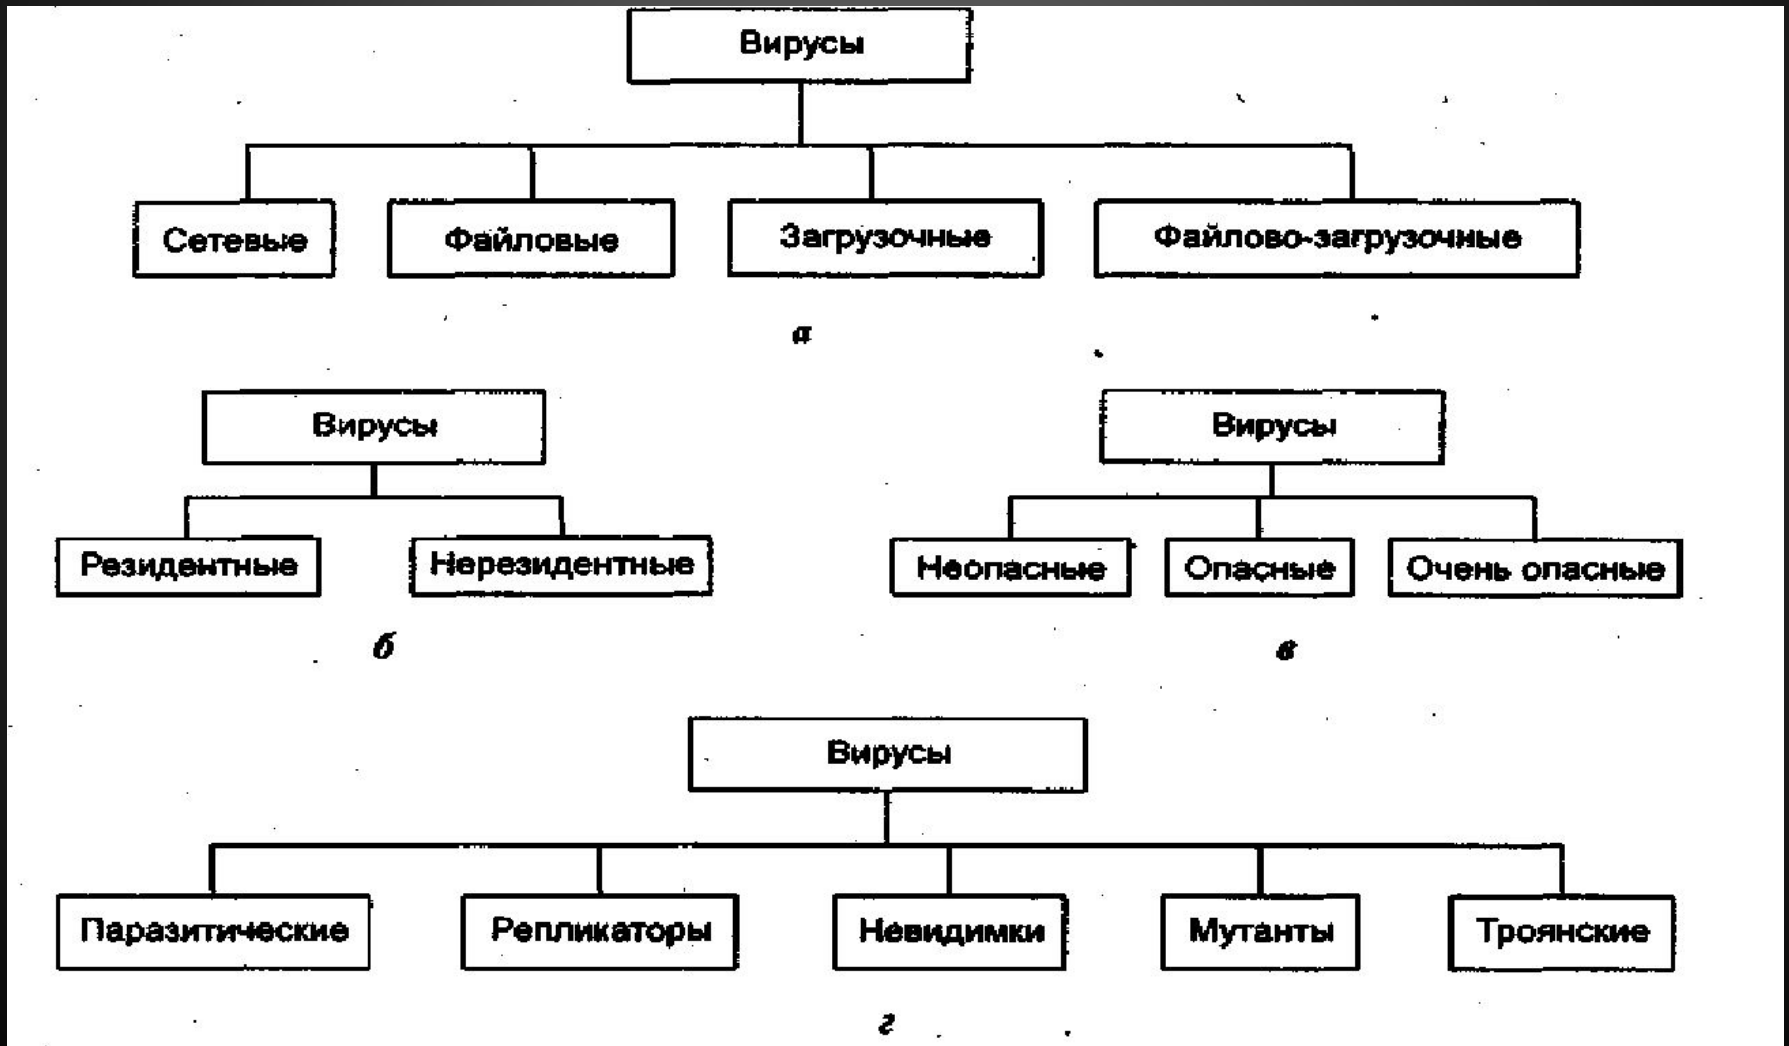 Вирусы
Сетевые
Файловые
Загрузочные
Файлово-загрузочные
а
Вирусы
Резидентные
Нерезидентные
б
Вирусы
Неопасные
Опасные
Очень опасные
в
Вирусы
Паразитические
Репликаторы
Невидимки
Мутанты
Троянские
г